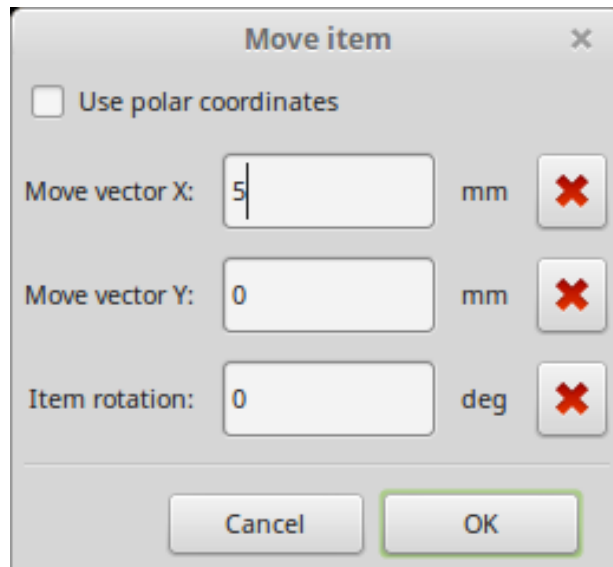 Move item
Use polar coordinates
Move vector X: 5 mm
Move vector Y: 0 mm
Item rotation: 0 deg
Cancel OK